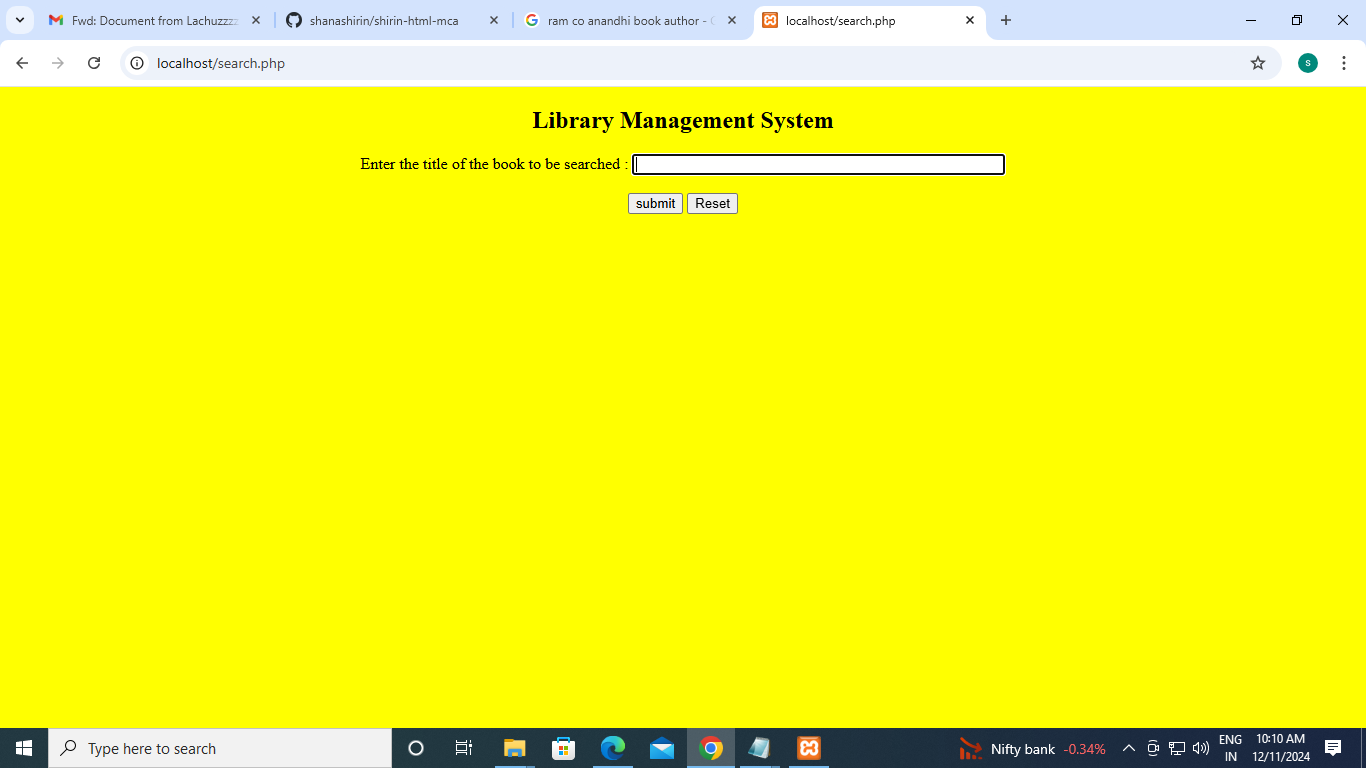 Fwd: Document from Lachuzzzz
shanashirin/shirin-html-mca
ram co anandhi book author -
localhost/search.php
localhost/search.php
s
Library Management System
Enter the title of the book to be searched :
submit Reset
Type here to search
Nifty bank -0.34%
ENG
IN
10:10 AM
12/11/2024